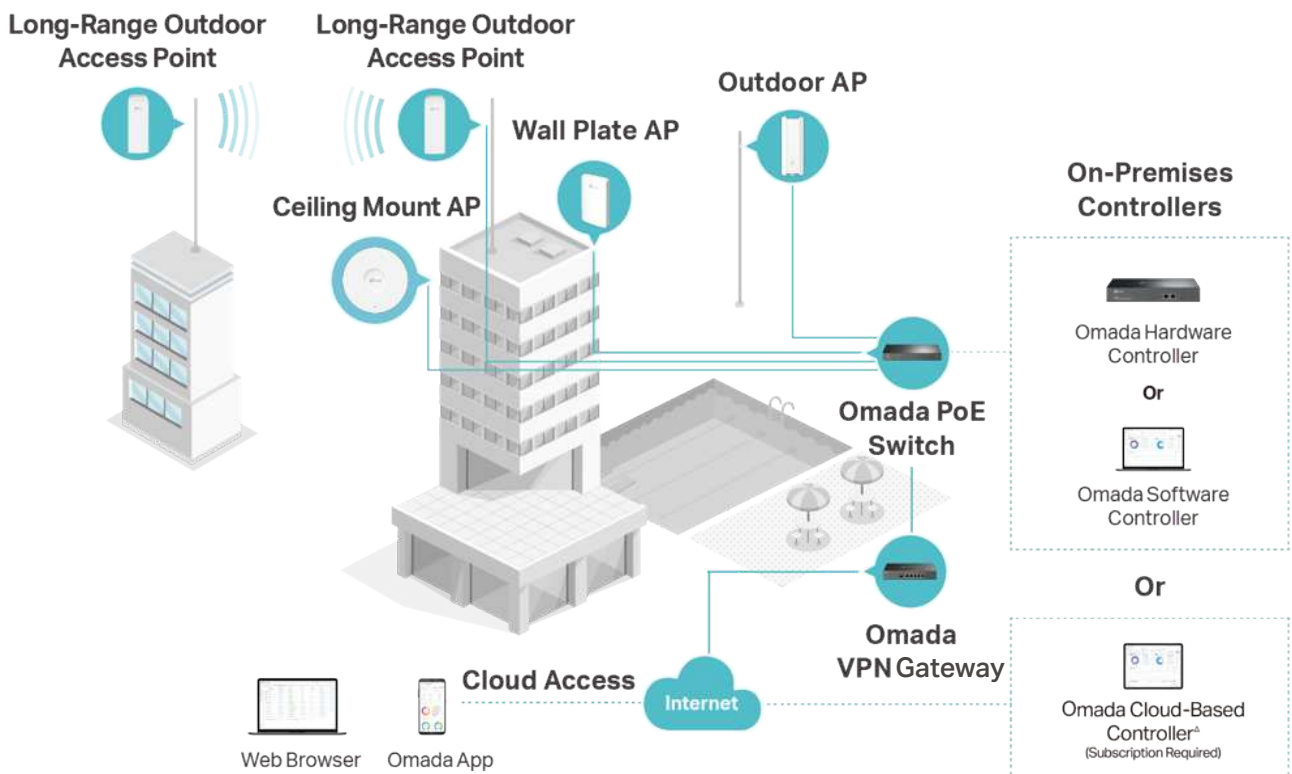 Long-Range Outdoor
Access Point
Long-Range Outdoor
Access Point
Outdoor AP
Wall Plate AP
Ceiling Mount AP
On-Premises
Controllers
Omada Hardware
Controller
Or
Omada Software
Controller
Omada PoE
Switch
Or
Omada
VPN Gateway
Cloud Access
Internet
Omada Cloud-Based
Controller△
(Subscription Required)
Web Browser
Omada App